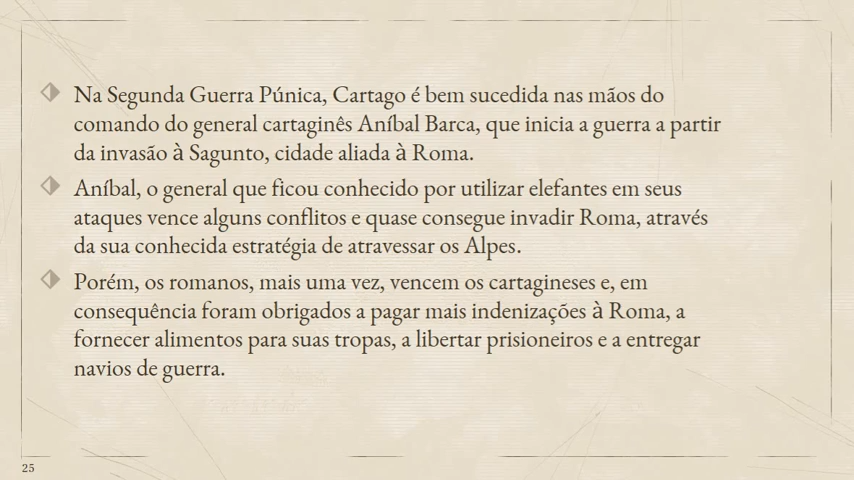 Na Segunda Guerra Púnica, Cartago é bem sucedida nas mãos do
comando do general cartaginês Aníbal Barca, que inicia a guerra a partir
da invasão à Sagunto, cidade aliada à Roma.
Aníbal, o general que ficou conhecido por utilizar elefantes em seus
ataques vence alguns conflitos e quase consegue invadir Roma, através
da sua conhecida estratégia de atravessar os Alpes.
Porém, os romanos, mais uma vez, vencem os cartagineses e, em
consequência foram obrigados a pagar mais indenizações à Roma, a
fornecer alimentos para suas tropas, a libertar prisioneiros e a entregar
navios de guerra.
25